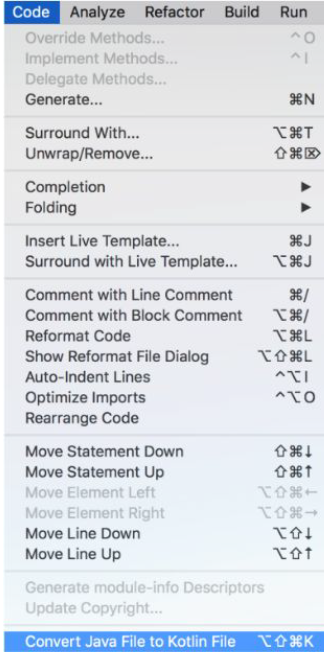 Code Analyze Refactor Build Run
Override Methods... ^O
Implement Methods... ^I
Delegate Methods...
Generate... ⌘N
Surround With... ⌥⌘T
Unwrap/Remove... ⇧⌘⌦
Completion ▶
Folding ▶
Insert Live Template... ⌘J
Surround with Live Template... ⌥⌘J
Comment with Line Comment ⌘/
Comment with Block Comment ⌥⌘/
Reformat Code ⌥⌘L
Show Reformat File Dialog ⌥⇧⌘L
Auto-Indent Lines ^⌥I
Optimize Imports ^⌥O
Rearrange Code
Move Statement Down ⇧⌘↓
Move Statement Up ⇧⌘↑
Move Element Left ⌥⇧⌘←
Move Element Right ⌥⇧⌘→
Move Line Down ⌥⇧↓
Move Line Up ⌥⇧↑
Generate module-info Descriptors
Update Copyright...
Convert Java File to Kotlin File ⌥⇧⌘K